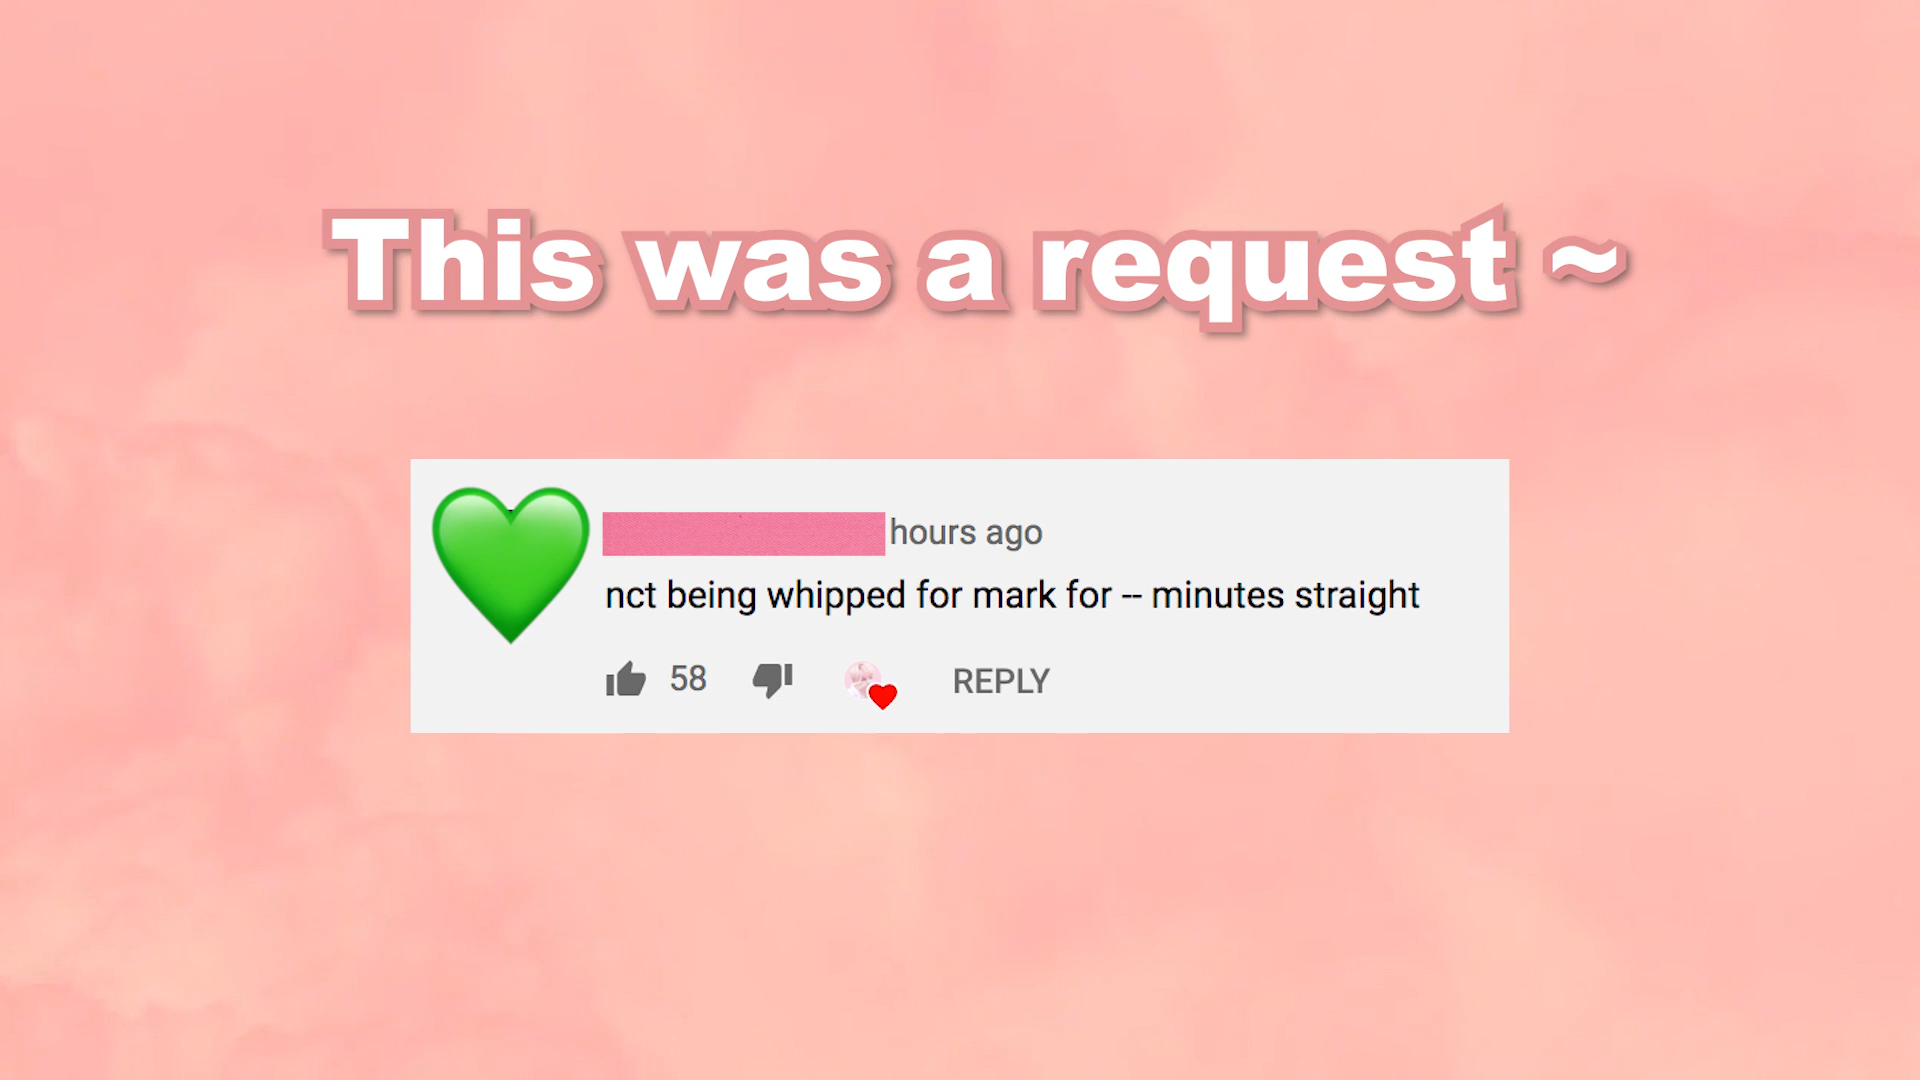 This was a request ~
hours ago
nct being whipped for mark for -- minutes straight
58 REPLY